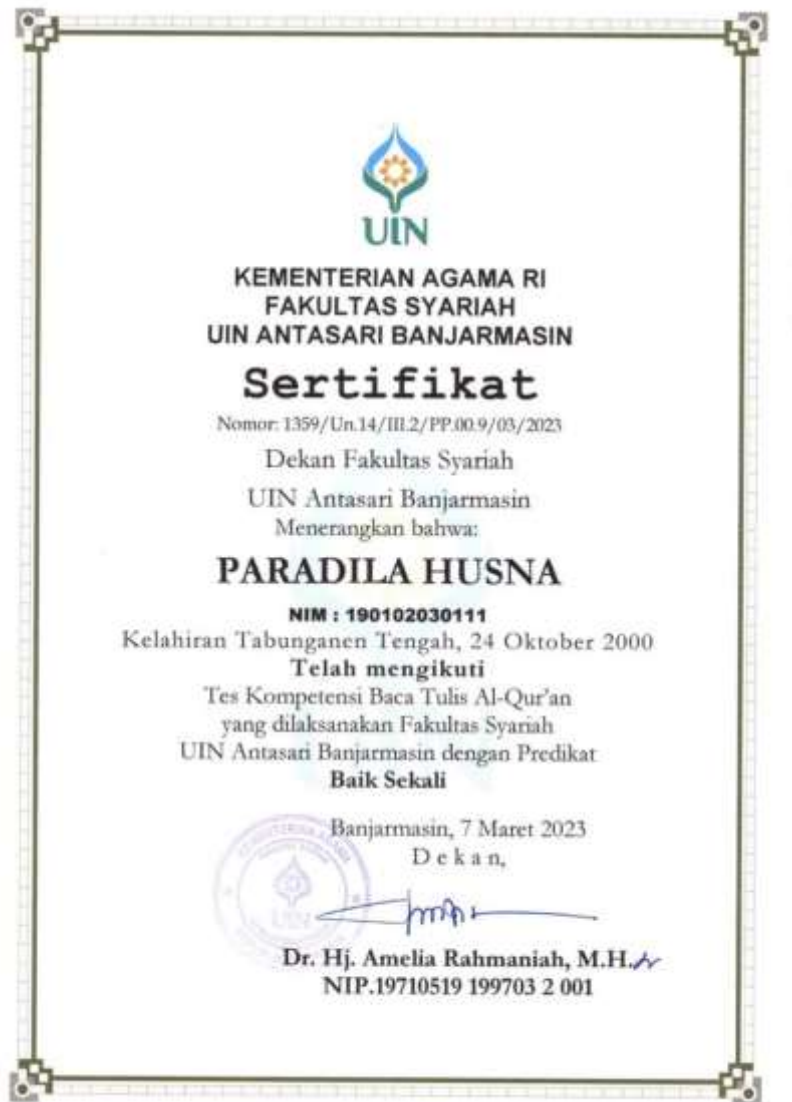 UIN
KEMENTERIAN AGAMA RI
FAKULTAS SYARIAH
UIN ANTASARI BANJARMASIN
Sertifikat
Nomor: 1359/Un.14/III.2/PP.00.9/03/2023
Dekan Fakultas Syariah
UIN Antasari Banjarmasin
Menerangkan bahwa:
PARADILA HUSNA
NIM : 190102030111
Kelahiran Tabunganen Tengah, 24 Oktober 2000
Telah mengikuti
Tes Kompetensi Baca Tulis Al-Qur'an
yang dilaksanakan Fakultas Syariah
UIN Antasari Banjarmasin dengan Predikat
Baik Sekali
Banjarmasin, 7 Maret 2023
D e k a n,
KEMENTERIAN AGAMA
UIN
Dr. Hj. Amelia Rahmaniah, M.H.
NIP.19710519 199703 2 001